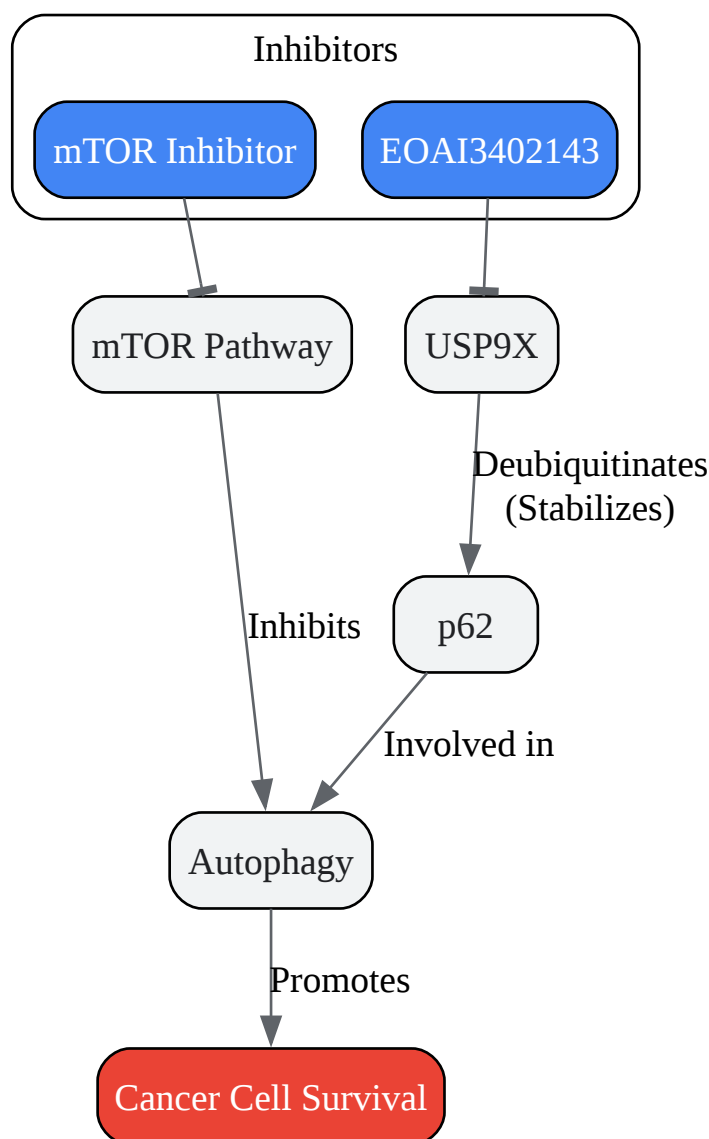 Inhibitors
mTOR Inhibitor
EOAI3402143
mTOR Pathway
USP9X
Deubiquitinates
(Stabilizes)
Inhibits
p62
Involved in
Autophagy
Promotes
Cancer Cell Survival